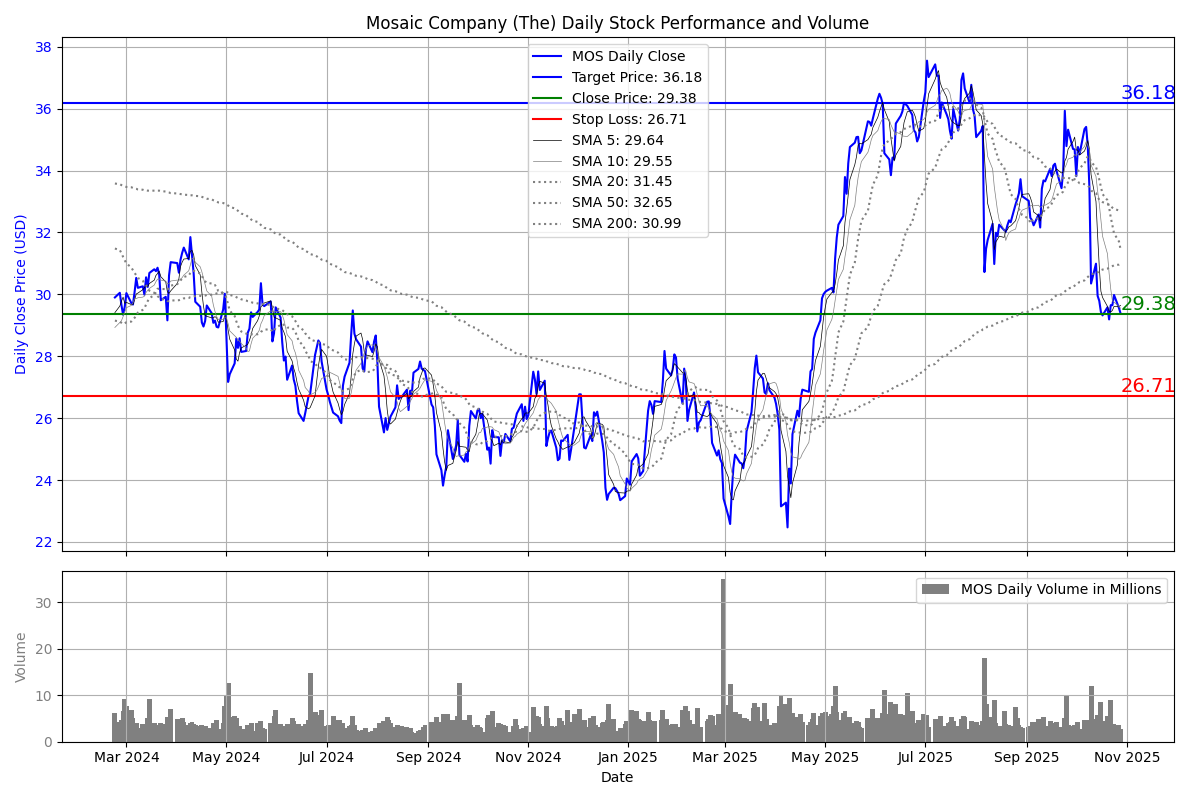 Mosaic Company (The) Daily Stock Performance and Volume
38
36
34
32
30
28
26
24
22
Daily Close Price (USD)
MOS Daily Close
Target Price: 36.18
Close Price: 29.38
Stop Loss: 26.71
SMA 5: 29.64
SMA 10: 29.55
SMA 20: 31.45
SMA 50: 32.65
SMA 200: 30.99
36.18
29.38
26.71
30
20
10
0
Volume
MOS Daily Volume in Millions
Mar 2024
May 2024
Jul 2024
Sep 2024
Nov 2024
Jan 2025
Mar 2025
May 2025
Jul 2025
Sep 2025
Nov 2025
Date